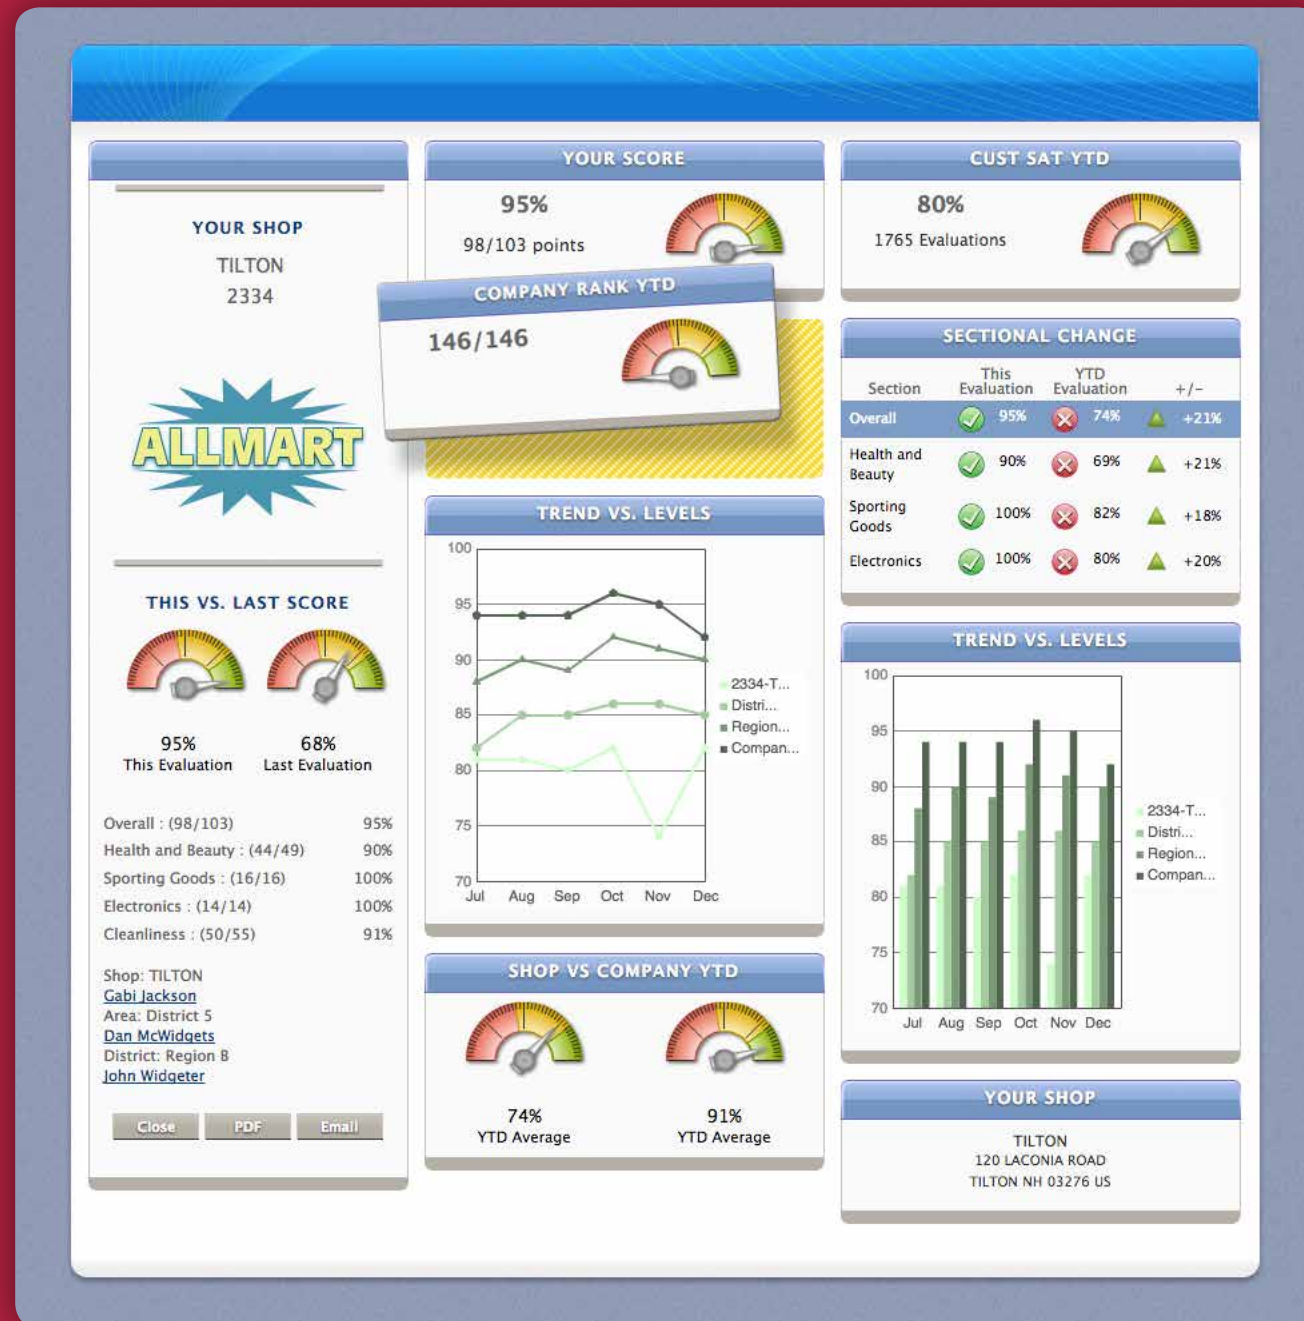 YOUR SHOP
TILTON
2334
ALLMART
THIS VS. LAST SCORE
95%
This Evaluation
68%
Last Evaluation
Overall : (98/103) 95%
Health and Beauty : (44/49) 90%
Sporting Goods : (16/16) 100%
Electronics : (14/14) 100%
Cleanliness : (50/55) 91%
Shop: TILTON
Gabi Jackson
Area: District 5
Dan McWidgets
District: Region B
John Widgeter
Close PDF Email
YOUR SCORE
95%
98/103 points
COMPANY RANK YTD
146/146
TREND VS. LEVELS
100
95
90
85
80
75
70
Jul Aug Sep Oct Nov Dec
2334-T...
Distri...
Region...
Compan...
SHOP VS COMPANY YTD
74%
YTD Average
91%
YTD Average
CUST SAT YTD
80%
1765 Evaluations
SECTIONAL CHANGE
Section This Evaluation YTD Evaluation +/-
Overall 95% 74% +21%
Health and Beauty 90% 69% +21%
Sporting Goods 100% 82% +18%
Electronics 100% 80% +20%
TREND VS. LEVELS
100
95
90
85
80
75
70
Jul Aug Sep Oct Nov Dec
2334-T...
Distri...
Region...
Compan...
YOUR SHOP
TILTON
120 LACONIA ROAD
TILTON NH 03276 US